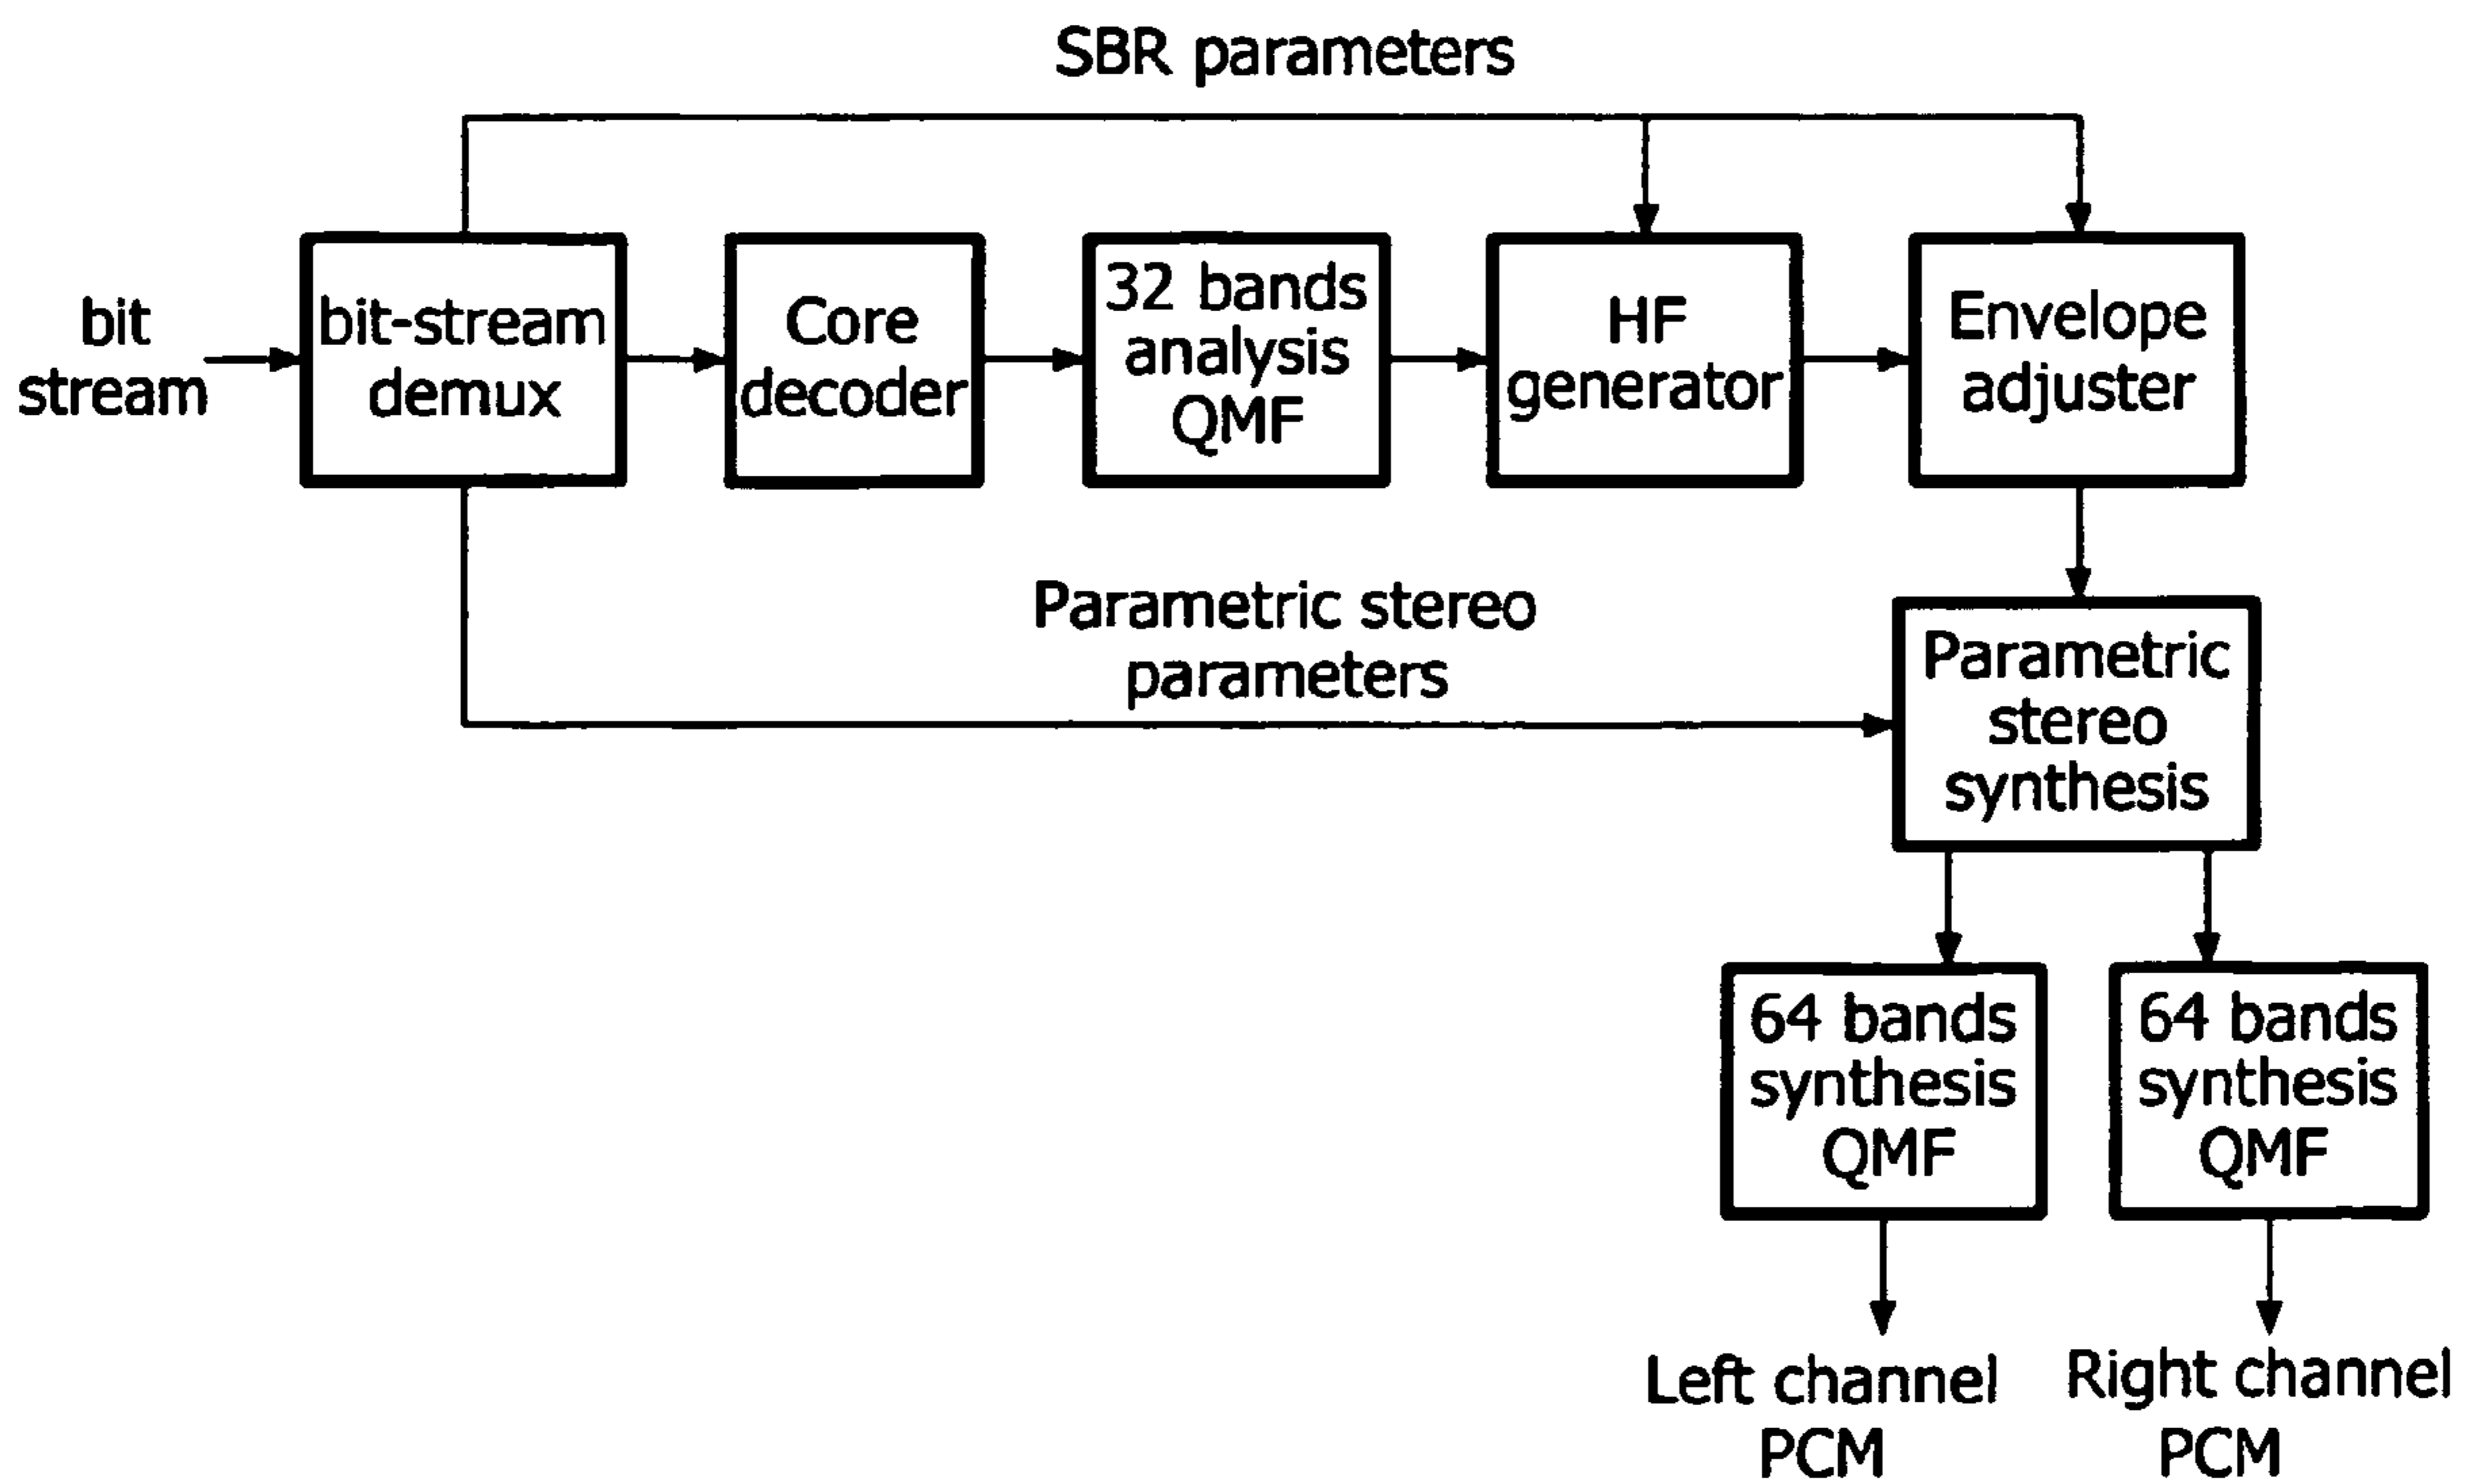 SBR parameters
bit
stream
bit-stream
demux
Core
decoder
32 bands
analysis
QMF
HF
generator
Envelope
adjuster
Parametric stereo
parameters
Parametric
stereo
synthesis
64 bands
synthesis
QMF
64 bands
synthesis
QMF
Left channel
PCM
Right channel
PCM